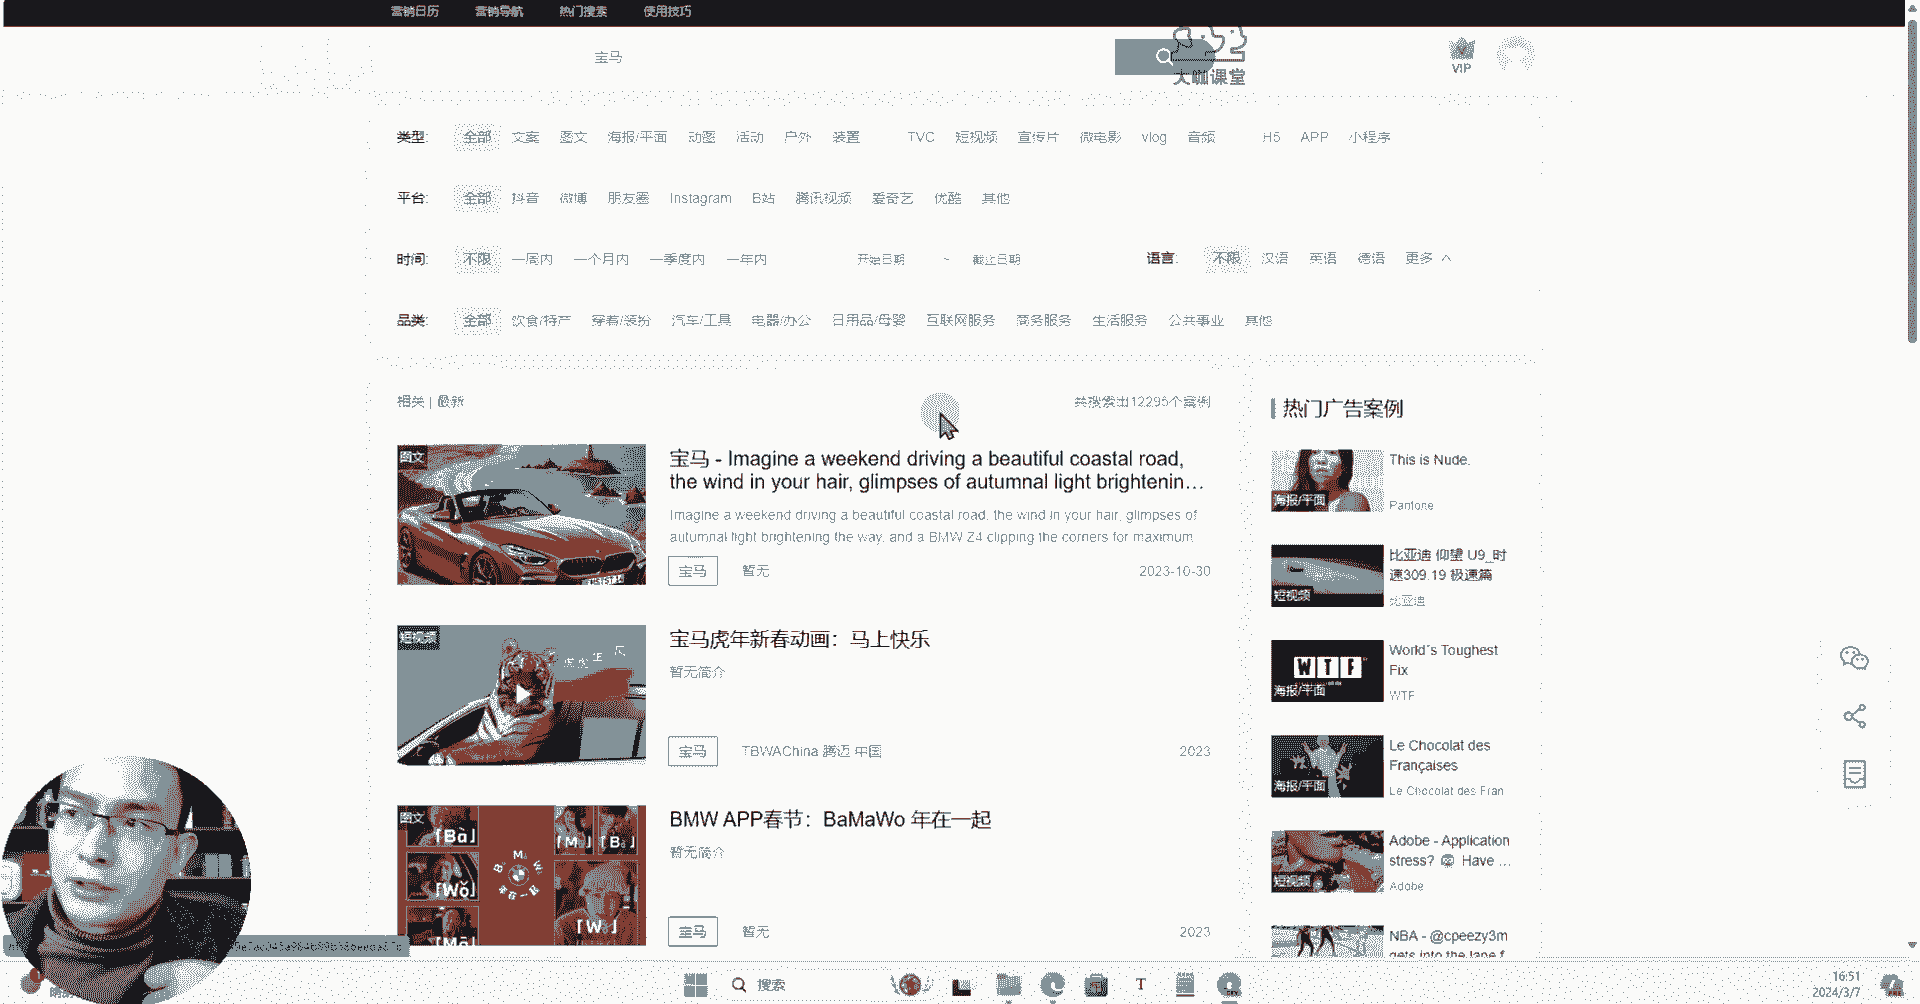 营销日历 营销导航 热门搜索 使用技巧
宝马
大咖课堂
VIP
类型: 全部 文案 图文 海报/平面 动图 活动 户外 装置 TVC 短视频 宣传片 微电影 vlog 音频 H5 APP 小程序
平台: 全部 抖音 微博 朋友圈 Instagram B站 腾讯视频 爱奇艺 优酷 其他
时间: 不限 一周内 一个月内 一季度内 一年内 开始日期 ~ 截止日期 语言: 不限 汉语 英语 德语 更多
品类: 全部 饮食/特产 穿着/装扮 汽车/工具 电器/办公 日用品/母婴 互联网服务 商务服务 生活服务 公共事业 其他
相关 | 最新 共搜索出12295个案例
图文
宝马 - Imagine a weekend driving a beautiful coastal road,
the wind in your hair, glimpses of autumnal light brightenin...
Imagine a weekend driving a beautiful coastal road, the wind in your hair, glimpses of
autumnal light brightening the way, and a BMW Z4 clipping the corners for maximum
宝马 暂无 2023-10-30
短视频
宝马虎年新春动画：马上快乐
暂无简介
宝马 TBWAChina 腾迈 中国 2023
图文
「Bà」 「M」 「B」
「Wǒ」
「W」
BMW APP春节：BaMaWo 年在一起
暂无简介
宝马 暂无 2023
热门广告案例
海报/平面
This is Nude.
Pantone
短视频
比亚迪 仰望 U9_时
速309.19 极速篇
比亚迪
WTF
海报/平面
World´s Toughest
Fix
WTF
海报/平面
Le Chocolat des
Françaises
Le Chocolat des Fran
短视频
Adobe - Application
stress? Have ...
Adobe
NBA - @cpeezy3m
gets into the lane f
搜索
T
16:51
2024/3/7